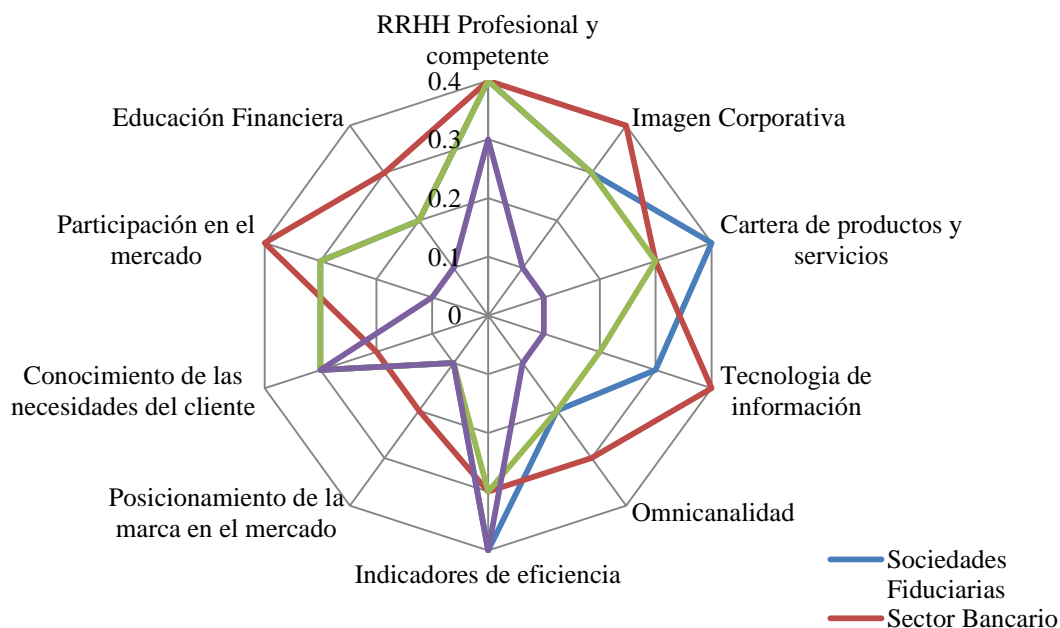 RRHH Profesional y
competente
Imagen Corporativa
Cartera de productos y
servicios
Tecnologia de
información
Omnicanalidad
Indicadores de eficiencia
Posicionamiento de la
marca en el mercado
Conocimiento de las
necesidades del cliente
Participación en el
mercado
Educación Financiera
0.4
0.3
0.2
0.1
0
Sociedades
Fiduciarias
Sector Bancario